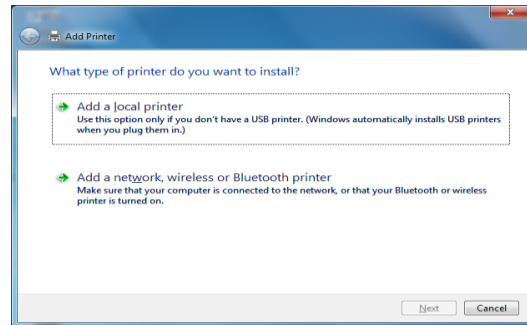 Add Printer
What type of printer do you want to install?
Add a local printer
Use this option only if you don't have a USB printer. (Windows automatically installs USB printers
when you plug them in.)
Add a network, wireless or Bluetooth printer
Make sure that your computer is connected to the network, or that your Bluetooth or wireless
printer is turned on.
Next Cancel